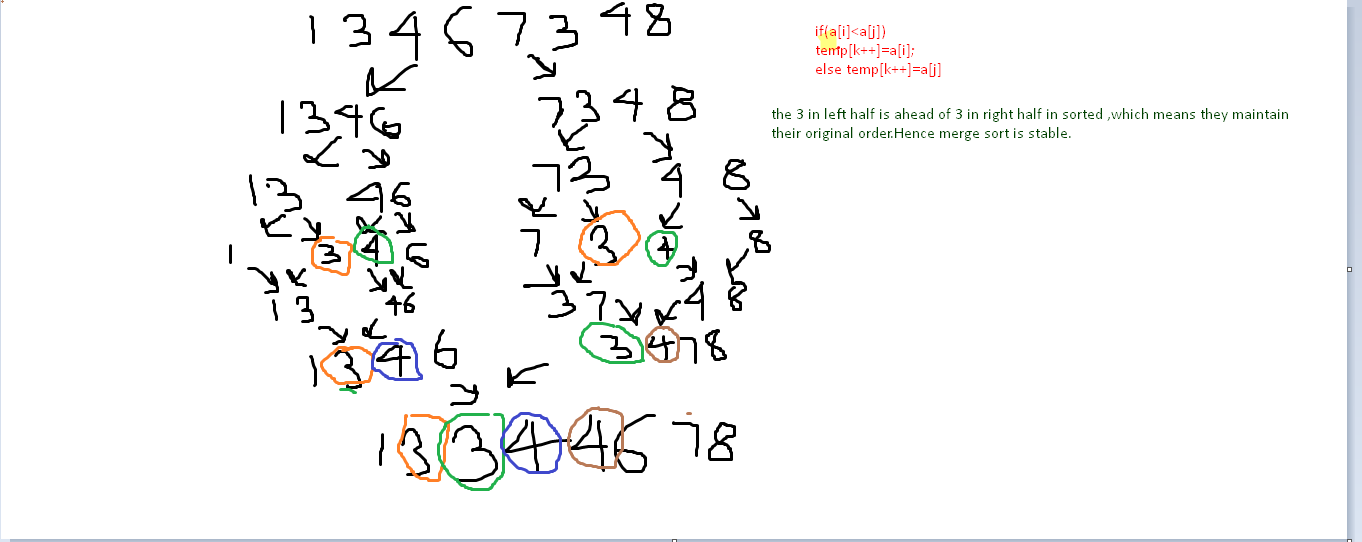 1 3 4 6 7 3 4 8
if(a[i]<a[j])
temp[k++]=a[i];
else temp[k++]=a[j]
1 3 4 6 7 3 4 8
the 3 in left half is ahead of 3 in right half in sorted ,which means they maintain
their original order.Hence merge sort is stable.
1 3 4 6 7 3 4 8
1 3 4 6 7 3 4 8
1 3 4 6 3 7 4 8
1 3 4 6 3 4 7 8
1 3 3 4 4 6 7 8